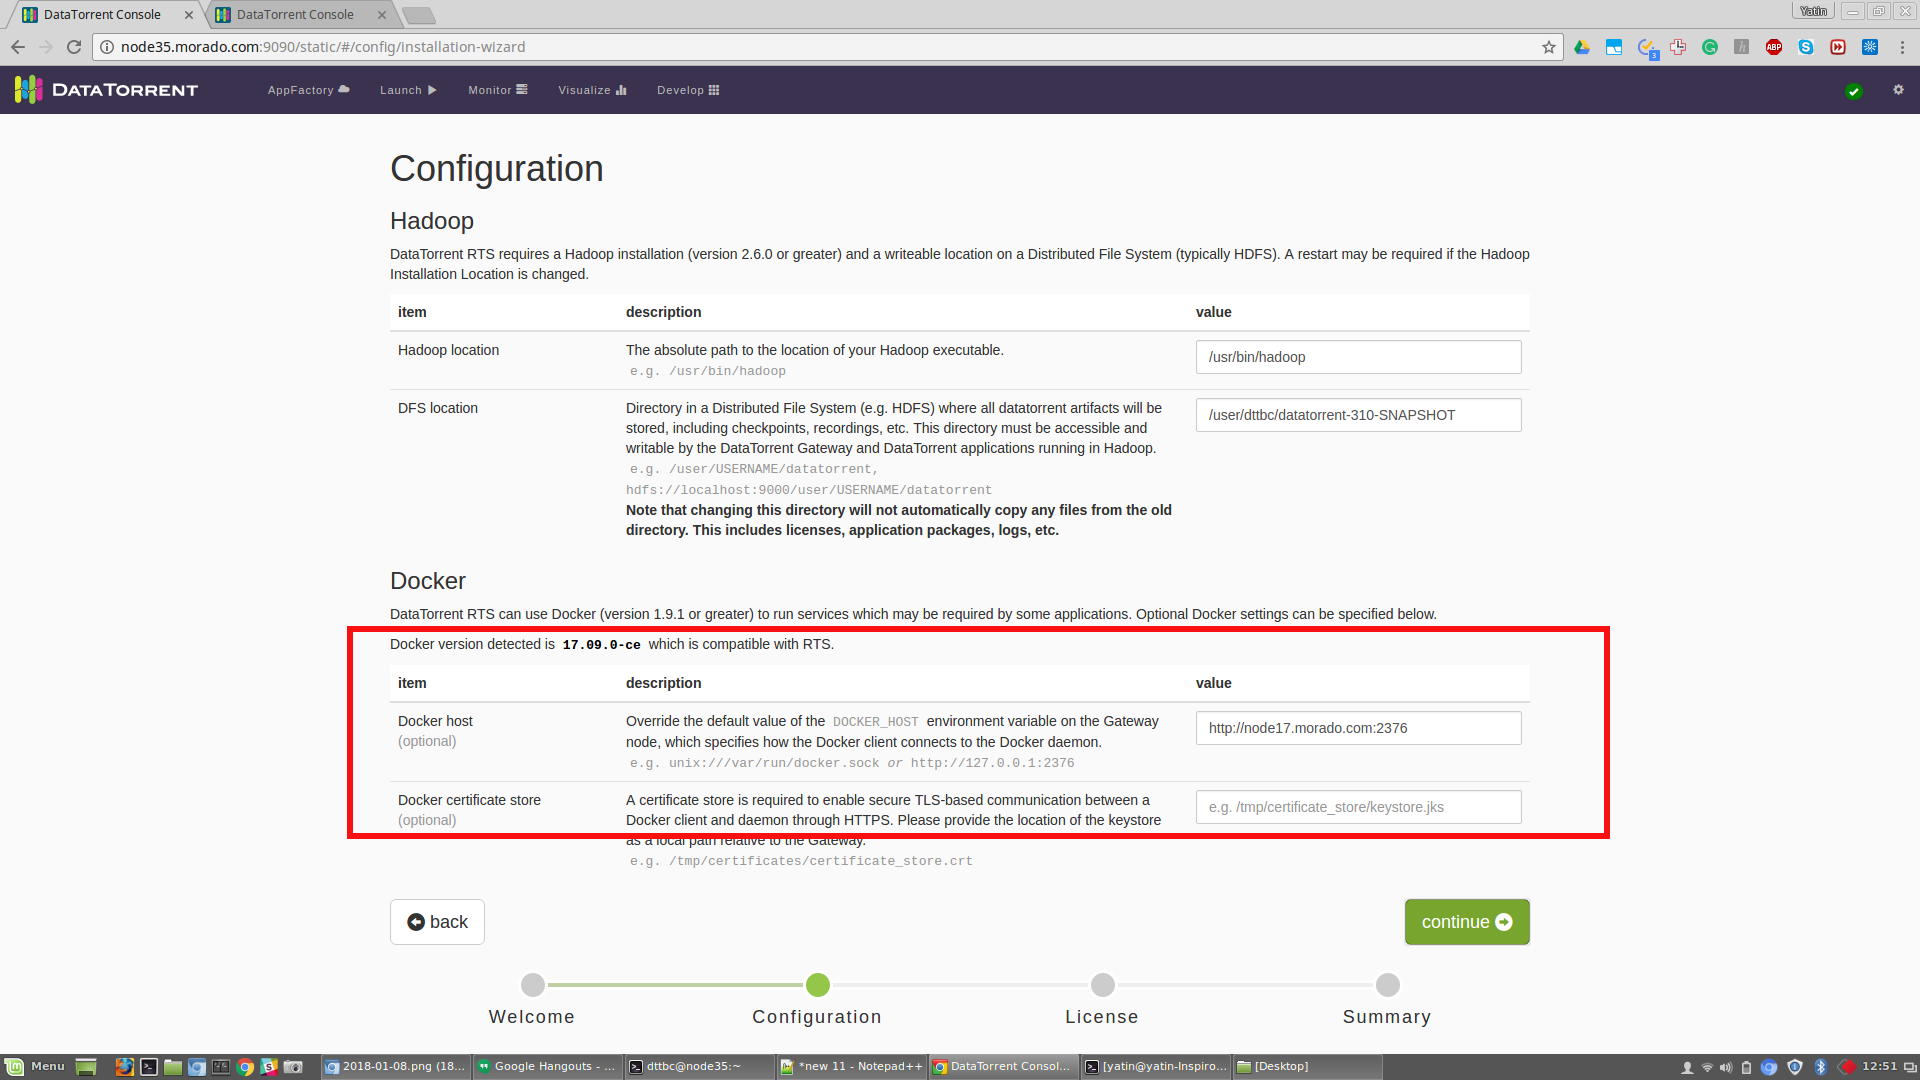 DataTorrent Console
DataTorrent Console
Yatin
node35.morado.com:9090/static/#/config/installation-wizard
DATATORRENT
AppFactory
Launch
Monitor
Visualize
Develop
Configuration
Hadoop
DataTorrent RTS requires a Hadoop installation (version 2.6.0 or greater) and a writeable location on a Distributed File System (typically HDFS). A restart may be required if the Hadoop
Installation Location is changed.
item description value
Hadoop location
The absolute path to the location of your Hadoop executable.
e.g. /usr/bin/hadoop
/usr/bin/hadoop
DFS location
Directory in a Distributed File System (e.g. HDFS) where all datatorrent artifacts will be
stored, including checkpoints, recordings, etc. This directory must be accessible and
writable by the DataTorrent Gateway and DataTorrent applications running in Hadoop.
e.g. /user/USERNAME/datatorrent,
hdfs://localhost:9000/user/USERNAME/datatorrent
Note that changing this directory will not automatically copy any files from the old
directory. This includes licenses, application packages, logs, etc.
/user/dttbc/datatorrent-310-SNAPSHOT
Docker
DataTorrent RTS can use Docker (version 1.9.1 or greater) to run services which may be required by some applications. Optional Docker settings can be specified below.
Docker version detected is 17.09.0-ce which is compatible with RTS.
item description value
Docker host
(optional)
Override the default value of the DOCKER_HOST environment variable on the Gateway
node, which specifies how the Docker client connects to the Docker daemon.
e.g. unix:///var/run/docker.sock or http://127.0.0.1:2376
http://node17.morado.com:2376
Docker certificate store
(optional)
A certificate store is required to enable secure TLS-based communication between a
Docker client and daemon through HTTPS. Please provide the location of the keystore
as a local path relative to the Gateway.
e.g. /tmp/certificates/certificate_store.crt
e.g. /tmp/certificate_store/keystore.jks
back
continue
Welcome
Configuration
License
Summary
Menu
2018-01-08.png (18...
Google Hangouts - ...
dttbc@node35:~
*new 11 - Notepad++
DataTorrent Consol...
[yatin@yatin-Inspiro...
[Desktop]
12:51